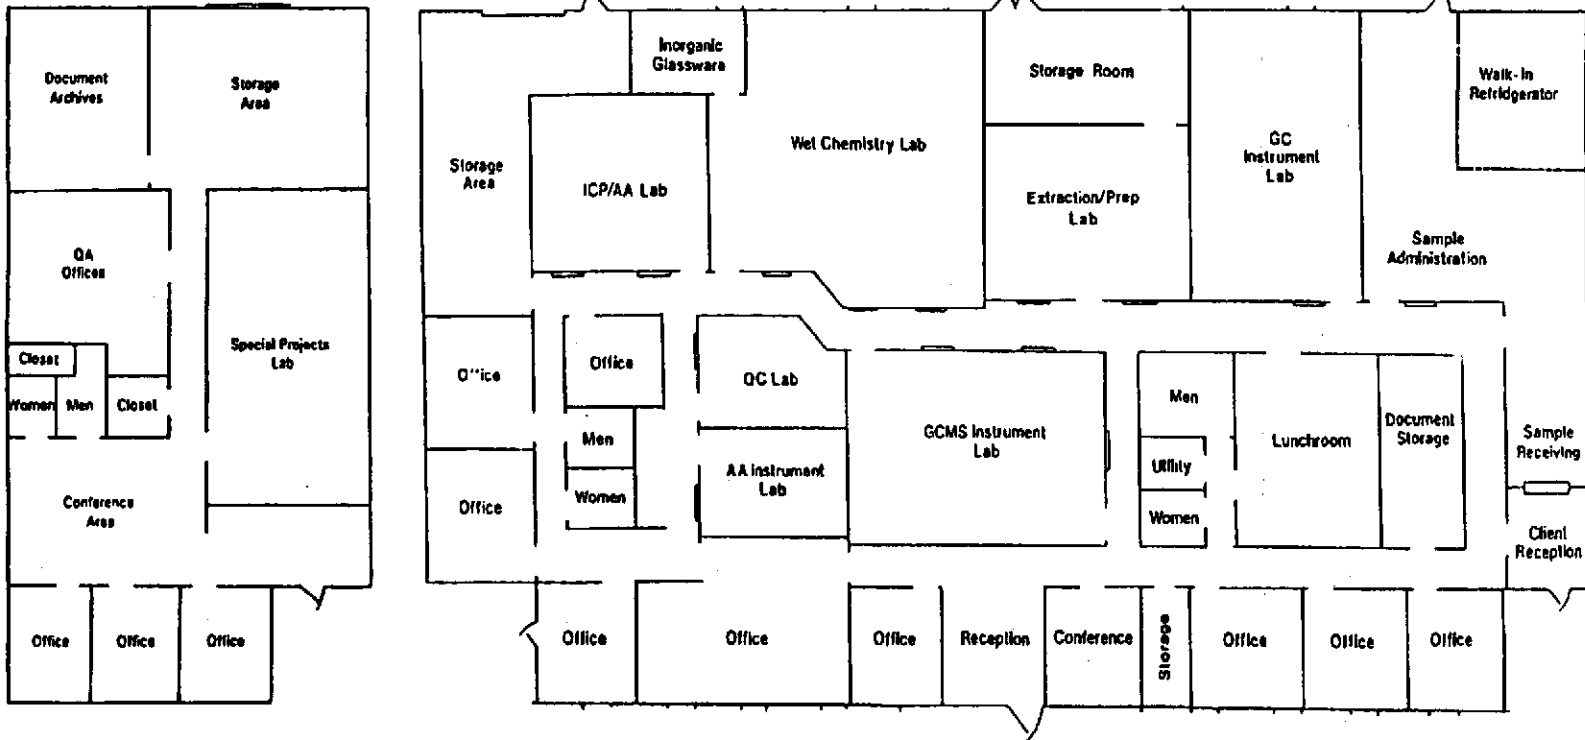 Document
Archives
Storage
Area
QA
Offices
Closet
Women
Men
Closet
Special Projects
Lab
Conference
Area
Office
Office
Office
Inorganic
Glassware
Storage
Area
ICP/AA Lab
Wet Chemistry Lab
Storage Room
Extraction/Prep
Lab
GC
Instrument
Lab
Walk-In
Refridgerator
Sample
Administration
O''ice
Office
Office
Men
Women
QC Lab
AA Instrument
Lab
GCMS Instrument
Lab
Men
Utility
Women
Lunchroom
Document
Storage
Sample
Receiving
Client
Reception
Office
Office
Office
Reception
Conference
Storage
Office
Office
Office